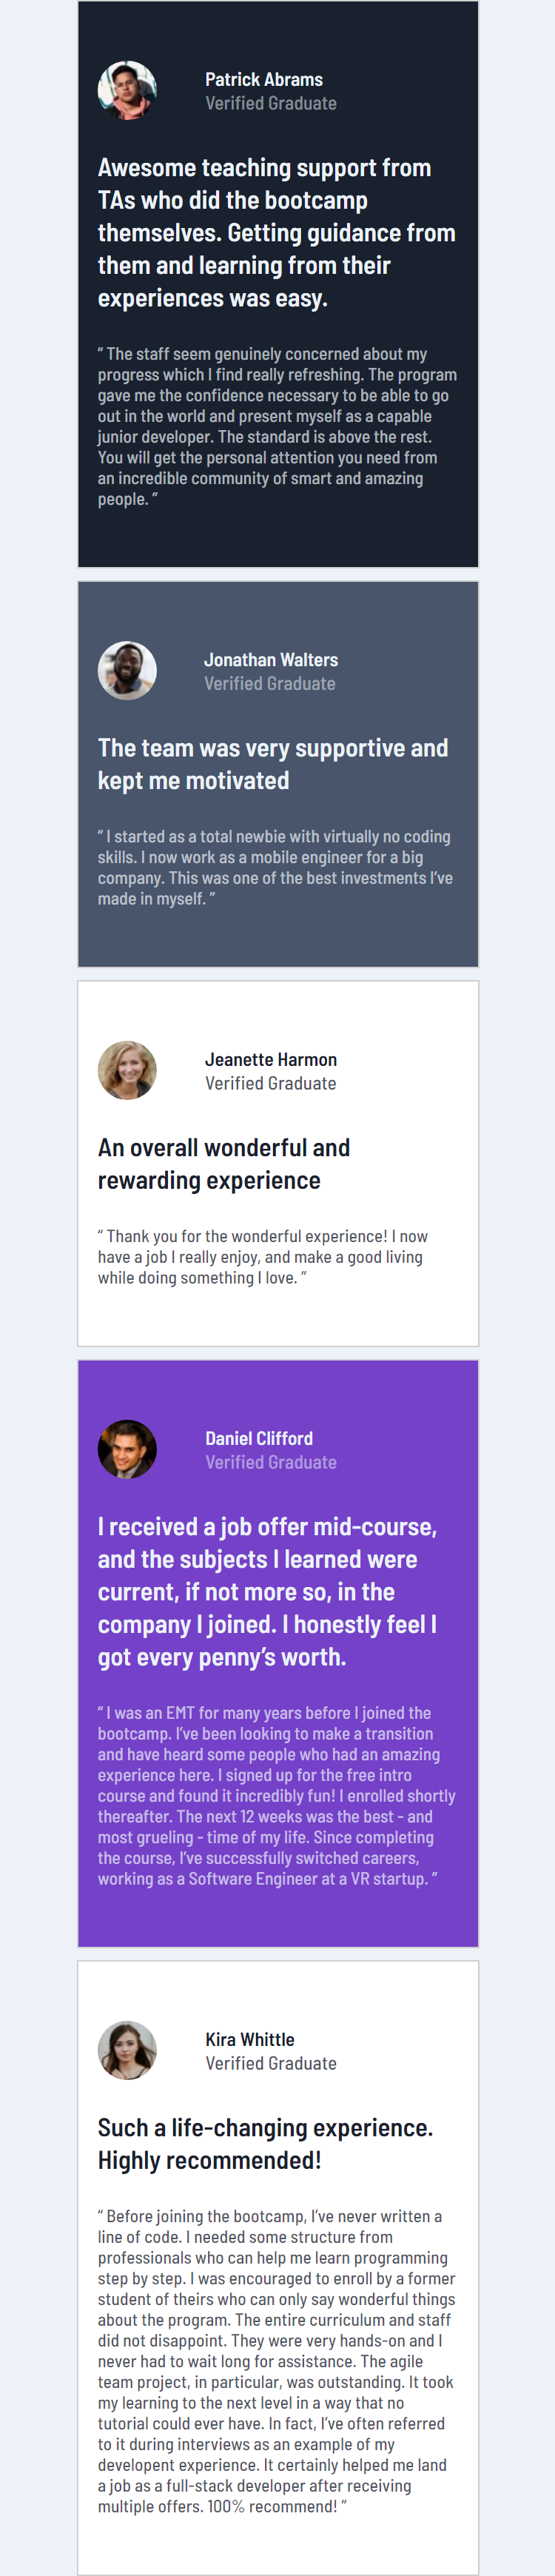 Patrick Abrams
Verified Graduate
Awesome teaching support from
TAs who did the bootcamp
themselves. Getting guidance from
them and learning from their
experiences was easy.
“ The staff seem genuinely concerned about my
progress which I find really refreshing. The program
gave me the confidence necessary to be able to go
out in the world and present myself as a capable
junior developer. The standard is above the rest.
You will get the personal attention you need from
an incredible community of smart and amazing
people. ”
Jonathan Walters
Verified Graduate
The team was very supportive and
kept me motivated
“ I started as a total newbie with virtually no coding
skills. I now work as a mobile engineer for a big
company. This was one of the best investments I’ve
made in myself. ”
Jeanette Harmon
Verified Graduate
An overall wonderful and
rewarding experience
“ Thank you for the wonderful experience! I now
have a job I really enjoy, and make a good living
while doing something I love. ”
Daniel Clifford
Verified Graduate
I received a job offer mid-course,
and the subjects I learned were
current, if not more so, in the
company I joined. I honestly feel I
got every penny’s worth.
“ I was an EMT for many years before I joined the
bootcamp. I’ve been looking to make a transition
and have heard some people who had an amazing
experience here. I signed up for the free intro
course and found it incredibly fun! I enrolled shortly
thereafter. The next 12 weeks was the best - and
most grueling - time of my life. Since completing
the course, I’ve successfully switched careers,
working as a Software Engineer at a VR startup. ”
Kira Whittle
Verified Graduate
Such a life-changing experience.
Highly recommended!
“ Before joining the bootcamp, I’ve never written a
line of code. I needed some structure from
professionals who can help me learn programming
step by step. I was encouraged to enroll by a former
student of theirs who can only say wonderful things
about the program. The entire curriculum and staff
did not disappoint. They were very hands-on and I
never had to wait long for assistance. The agile
team project, in particular, was outstanding. It took
my learning to the next level in a way that no
tutorial could ever have. In fact, I’ve often referred
to it during interviews as an example of my
developent experience. It certainly helped me land
a job as a full-stack developer after receiving
multiple offers. 100% recommend! ”